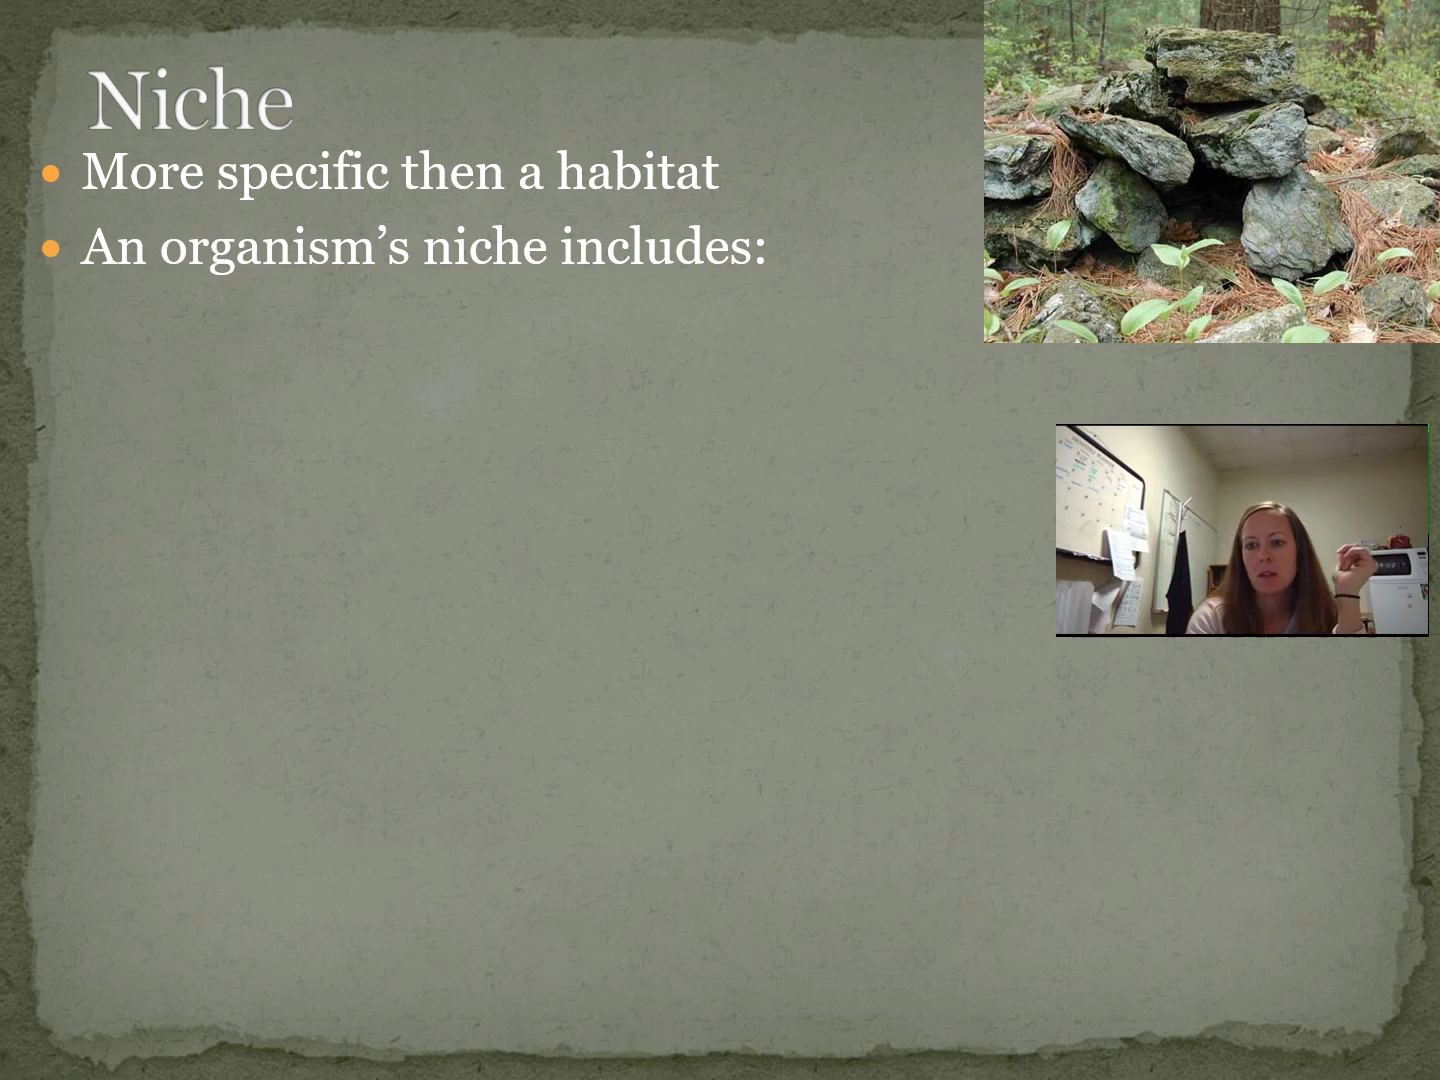 Niche
More specific then a habitat
An organism’s niche includes: